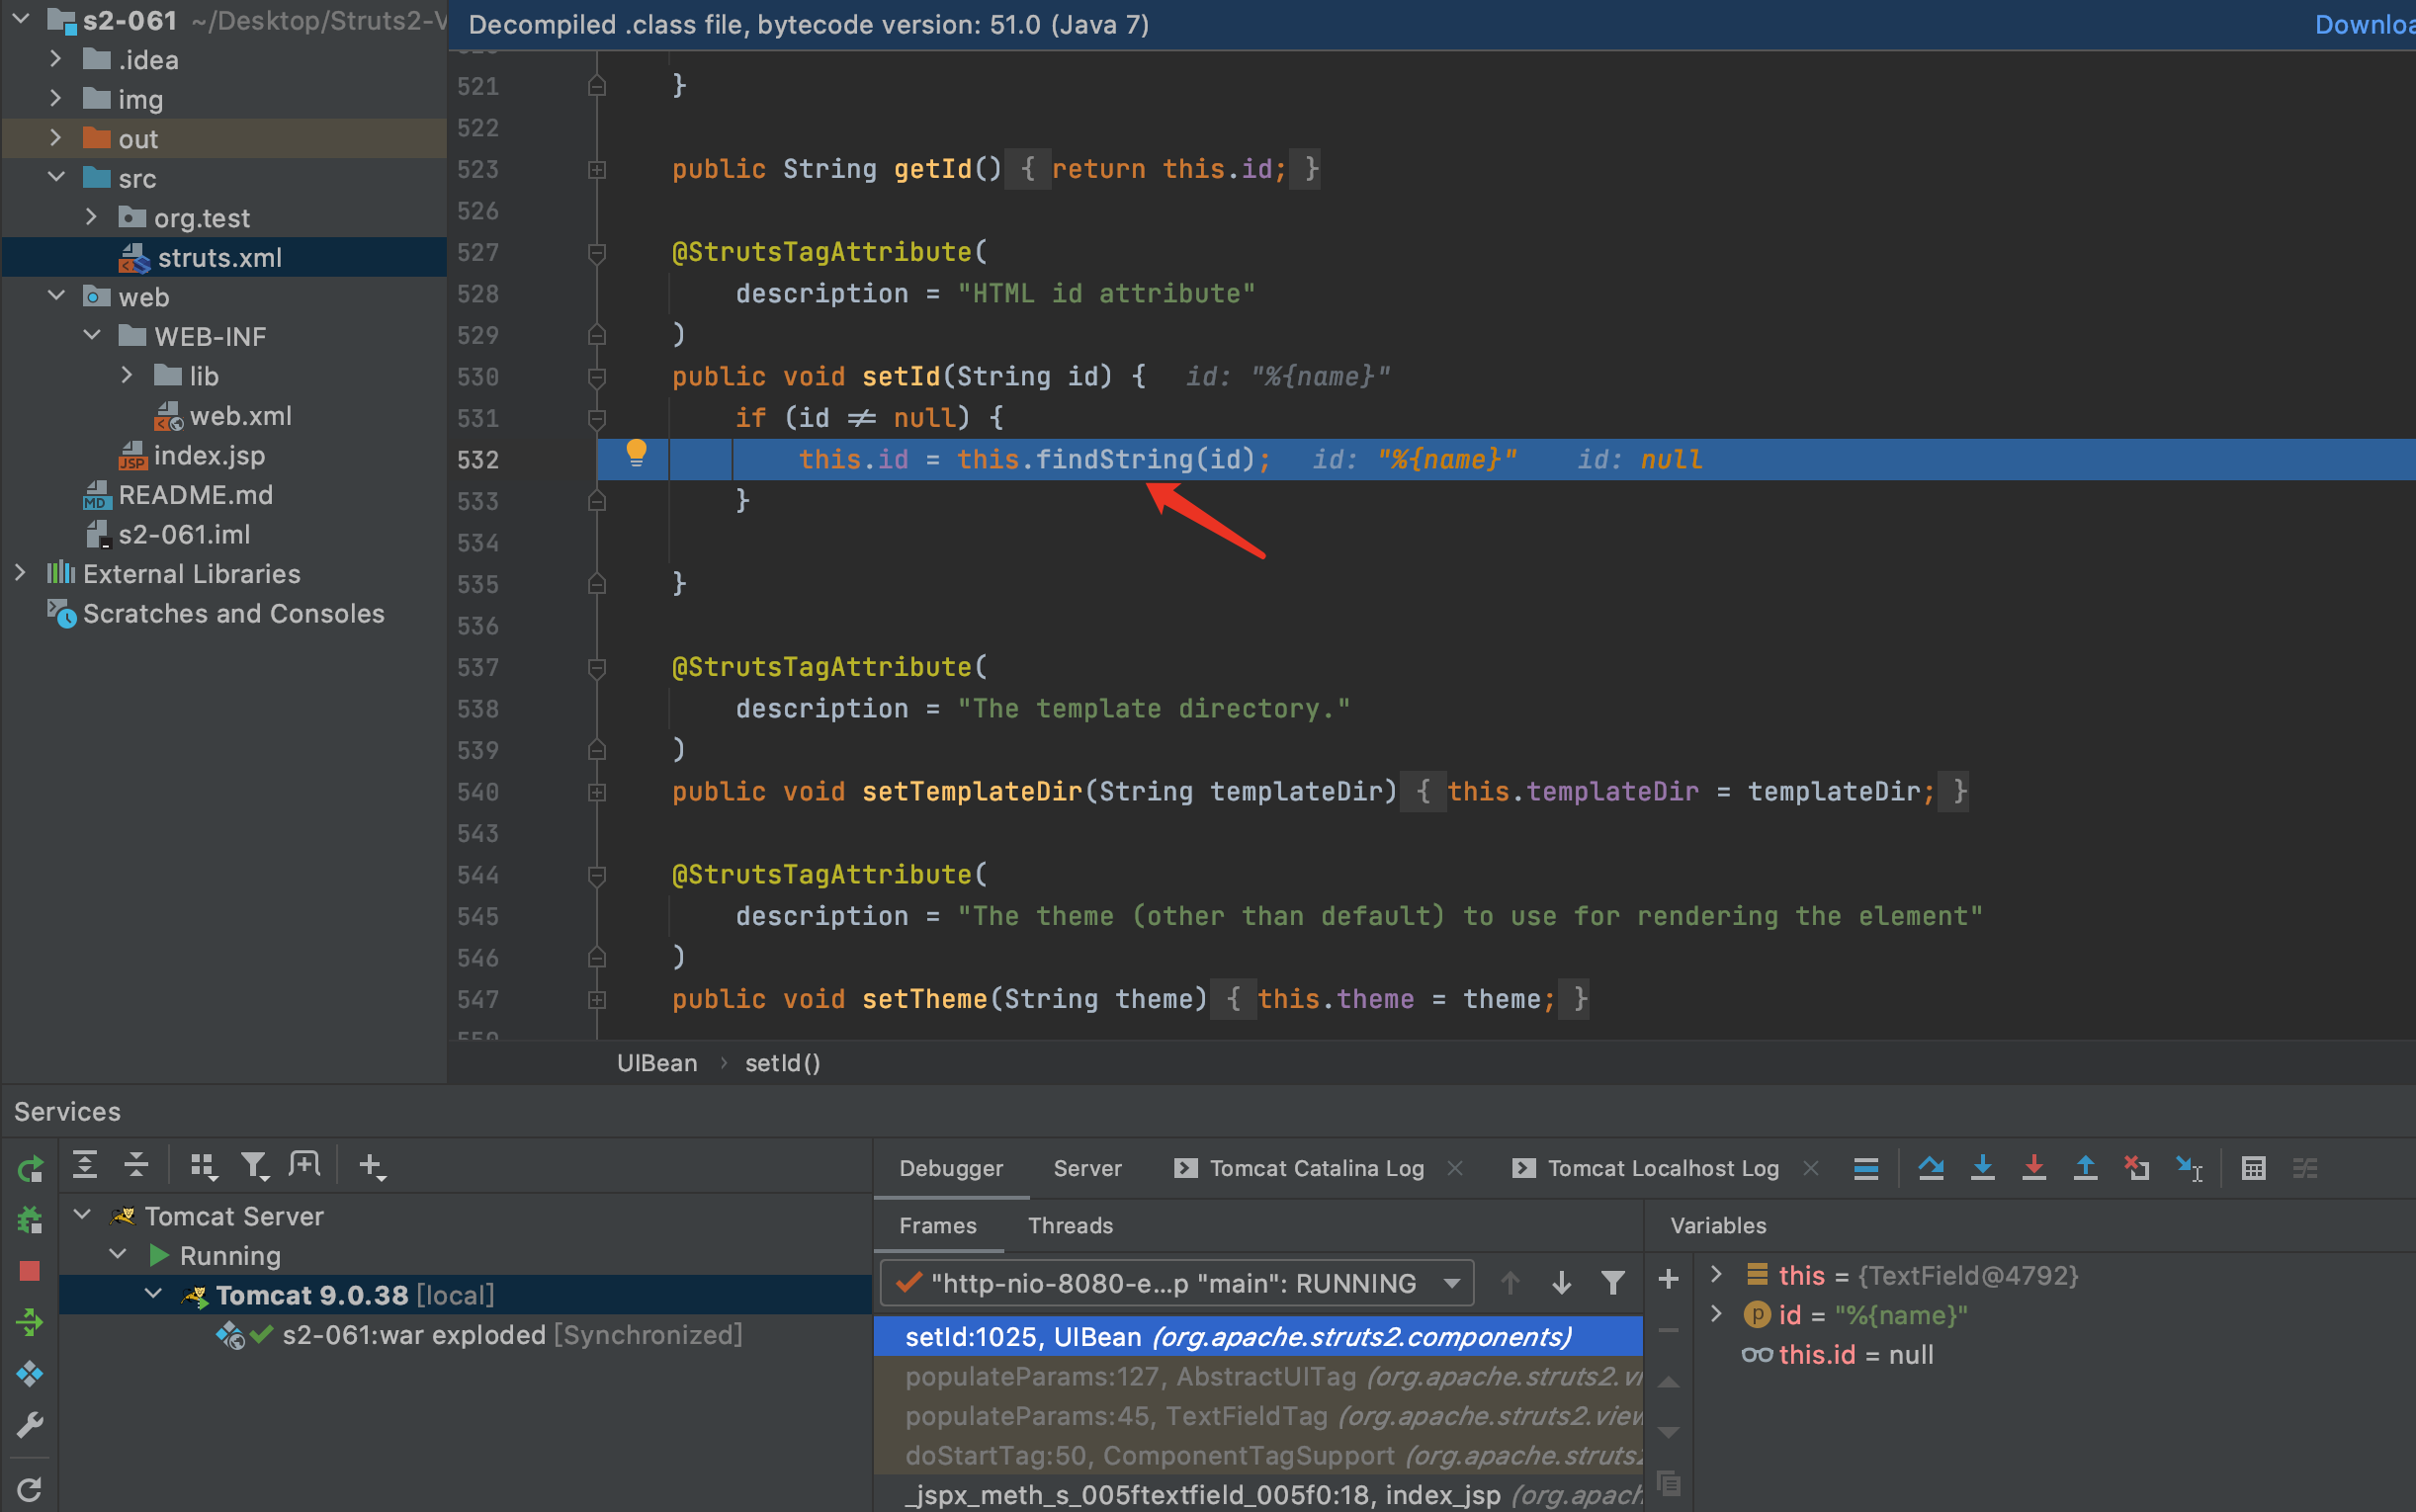 s2-061 ~/Desktop/Struts2-V
.idea
img
out
src
org.test
struts.xml
web
WEB-INF
lib
web.xml
index.jsp
README.md
s2-061.iml
External Libraries
Scratches and Consoles
Decompiled .class file, bytecode version: 51.0 (Java 7) Downloa
521 }
522
523 public String getId() { return this.id; }
526
527 @StrutsTagAttribute(
528 description = "HTML id attribute"
529 )
530 public void setId(String id) { id: "%{name}"
531 if (id ≠ null) {
532 this.id = this.findString(id); id: "%{name}" id: null
533 }
534
535 }
536
537 @StrutsTagAttribute(
538 description = "The template directory."
539 )
540 public void setTemplateDir(String templateDir) { this.templateDir = templateDir; }
543
544 @StrutsTagAttribute(
545 description = "The theme (other than default) to use for rendering the element"
546 )
547 public void setTheme(String theme) { this.theme = theme; }
550
UIBean › setId()
Services
Tomcat Server
Running
Tomcat 9.0.38 [local]
s2-061:war exploded [Synchronized]
Debugger Server Tomcat Catalina Log Tomcat Localhost Log
Frames Threads
"http-nio-8080-e...p "main": RUNNING
setId:1025, UIBean (org.apache.struts2.components)
populateParams:127, AbstractUITag (org.apache.struts2.vi
populateParams:45, TextFieldTag (org.apache.struts2.view
doStartTag:50, ComponentTagSupport (org.apache.struts2
_jspx_meth_s_005ftextfield_005f0:18, index_jsp (org.apach
Variables
this = {TextField@4792}
id = "%{name}"
this.id = null